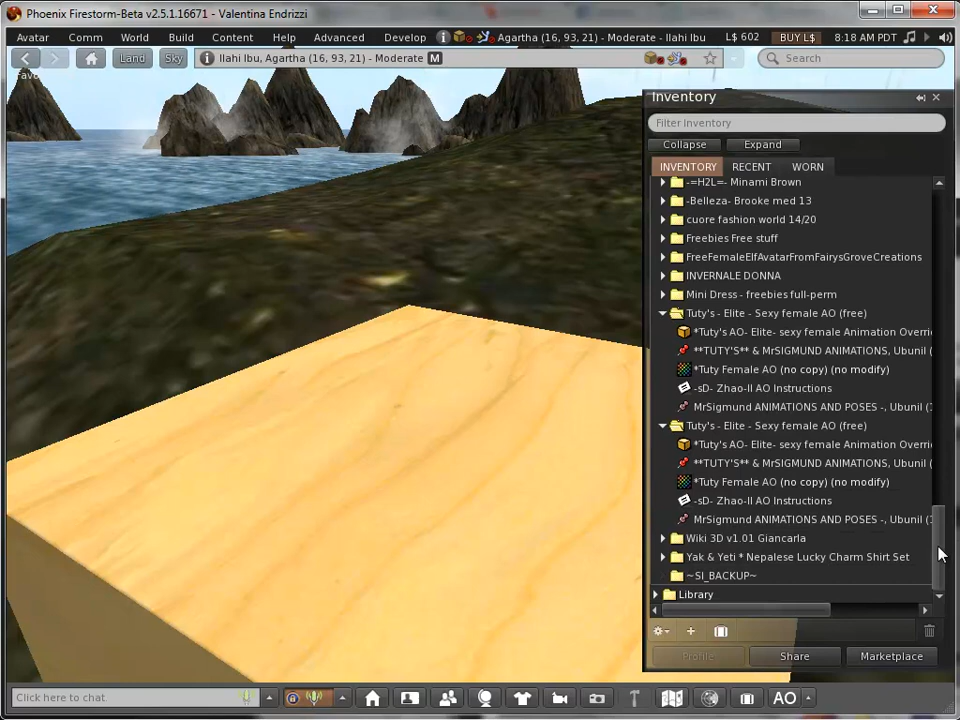 Phoenix Firestorm-Beta v2.5.1.16671 - Valentina Endrizzi
Avatar Comm World Build Content Help Advanced Develop Agartha (16, 93, 21) - Moderate - Ilahi Ibu L$ 602 BUY L$ 8:18 AM PDT
Land Sky Ilahi Ibu, Agartha (16, 93, 21) - Moderate M Search
Inventory
Filter Inventory
Collapse Expand
INVENTORY RECENT WORN
-=H2L=- Minami Brown
-Belleza- Brooke med 13
cuore fashion world 14/20
Freebies Free stuff
FreeFemaleElfAvatarFromFairysGroveCreations
INVERNALE DONNA
Mini Dress - freebies full-perm
Tuty's - Elite - Sexy female AO (free)
*Tuty's AO- Elite- sexy female Animation Overri
**TUTY'S** & MrSIGMUND ANIMATIONS, Ubunil (
*Tuty Female AO (no copy) (no modify)
-sD- Zhao-II AO Instructions
MrSigmund ANIMATIONS AND POSES -, Ubunil (
Tuty's - Elite - Sexy female AO (free)
*Tuty's AO- Elite- sexy female Animation Overri
**TUTY'S** & MrSIGMUND ANIMATIONS, Ubunil (
*Tuty Female AO (no copy) (no modify)
-sD- Zhao-II AO Instructions
MrSigmund ANIMATIONS AND POSES -, Ubunil (
Wiki 3D v1.01 Giancarla
Yak & Yeti * Nepalese Lucky Charm Shirt Set
~SI_BACKUP~
Library
Profile Share Marketplace
Click here to chat. AO